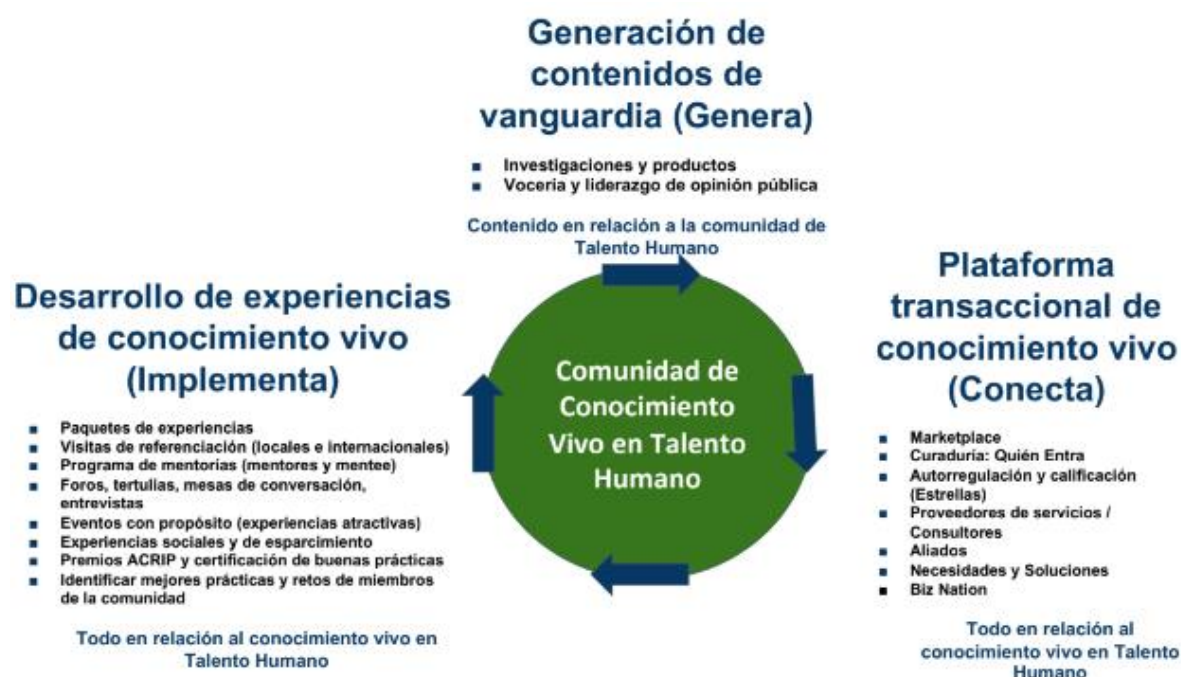 Generación de
contenidos de
vanguardia (Genera)
■ Investigaciones y productos
■ Vocería y liderazgo de opinión pública
Contenido en relación a la comunidad de
Talento Humano
Desarrollo de experiencias
de conocimiento vivo
(Implementa)
■ Paquetes de experiencias
■ Visitas de referenciación (locales e internacionales)
■ Programa de mentorías (mentores y mentee)
■ Foros, tertulias, mesas de conversación,
entrevistas
■ Eventos con propósito (experiencias atractivas)
■ Experiencias sociales y de esparcimiento
■ Premios ACRIP y certificación de buenas prácticas
■ Identificar mejores prácticas y retos de miembros
de la comunidad
Todo en relación al conocimiento vivo en
Talento Humano
Comunidad de
Conocimiento
Vivo en Talento
Humano
Plataforma
transaccional de
conocimiento vivo
(Conecta)
■ Marketplace
■ Curaduría: Quién Entra
■ Autorregulación y calificación
(Estrellas)
■ Proveedores de servicios /
Consultores
■ Aliados
■ Necesidades y Soluciones
■ Biz Nation
Todo en relación al
conocimiento vivo en Talento
Humano